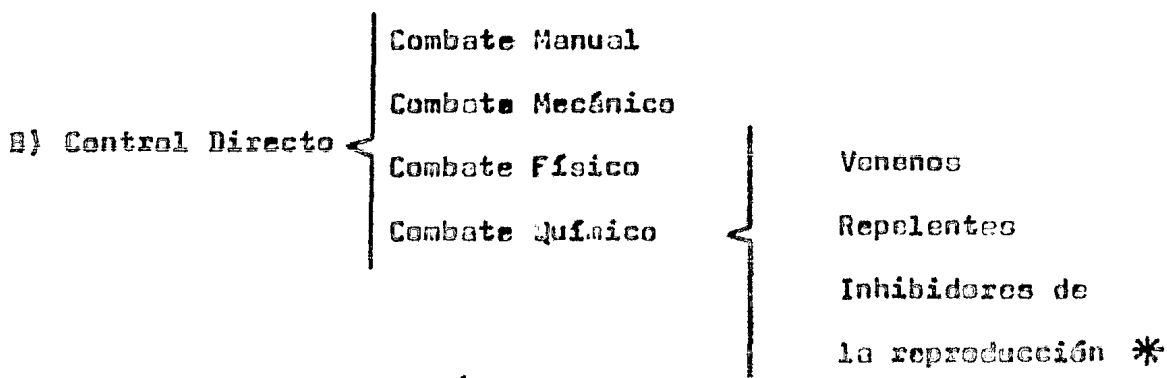 Combate Manual
Combate Mecánico
B) Control Directo
Combate Físico
Combate Químico
Venenos
Repelentes
Inhibidores de
la reproducción *